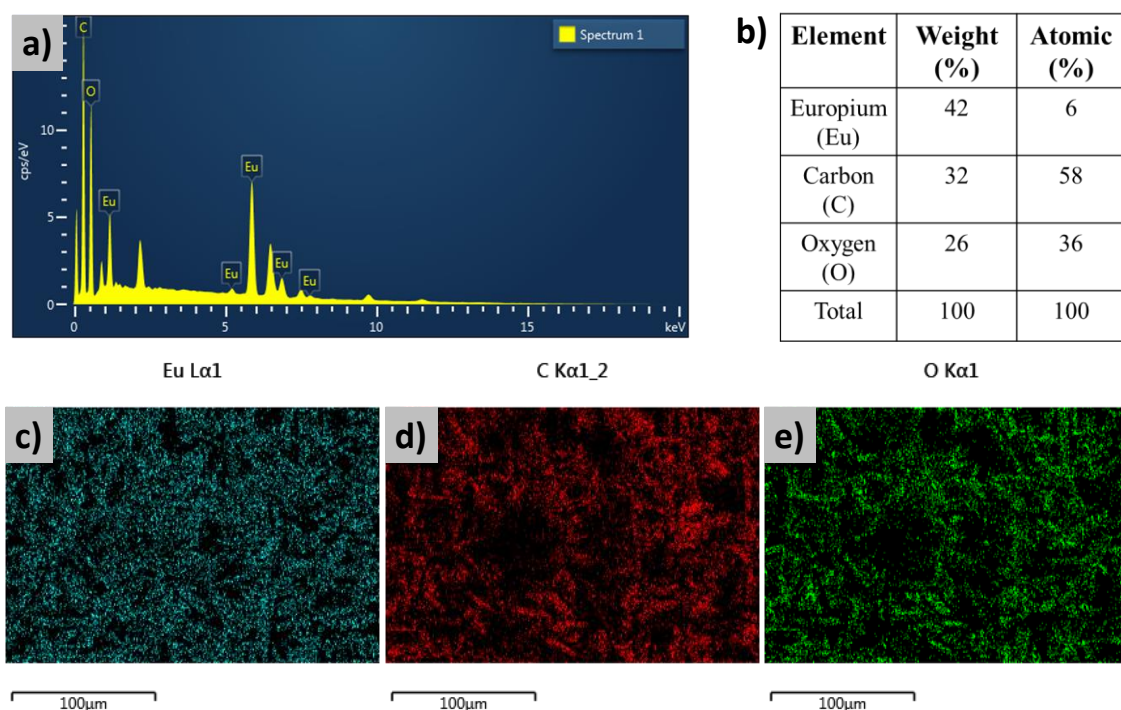 a)
C
O
Eu
Eu
Eu
Eu
Eu
Spectrum 1
cps/eV
10
5
0
0
5
10
15
keV
b)
Element Weight (%) Atomic (%)
Europium (Eu) 42 6
Carbon (C) 32 58
Oxygen (O) 26 36
Total 100 100
Eu Lα1 C Kα1_2 O Kα1
c) d) e)
100µm 100µm 100µm